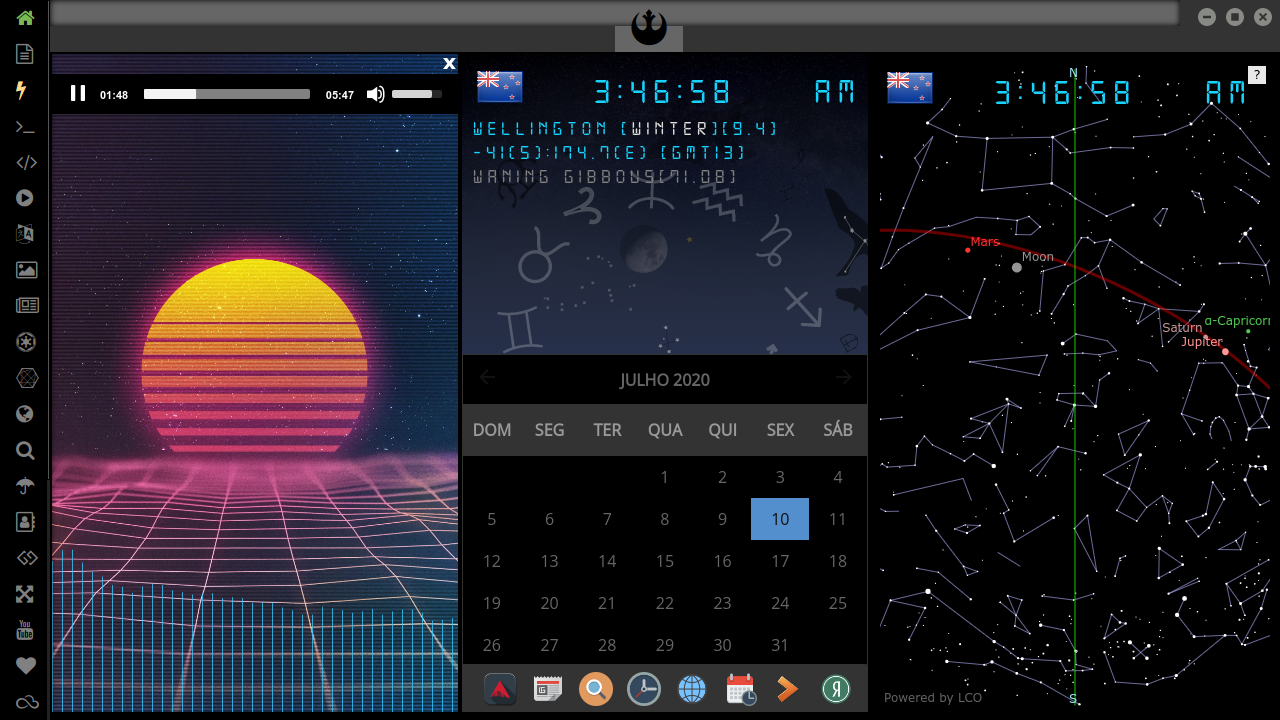 x
01:48 05:47
3:46:58 AM
WELLINGTON [WINTER][9.4]
-41(S):174.7(E) [GMT13]
WANING GIBBOUS[71.08]
JULHO 2020
DOM SEG TER QUA QUI SEX SÁB
1 2 3 4
5 6 7 8 9 10 11
12 13 14 15 16 17 18
19 20 21 22 23 24 25
26 27 28 29 30 31
N
?
3:46:58 AM
Mars
Moon
Saturn
α-Capricorn
Jupiter
Powered by LCO
S
You
Tube